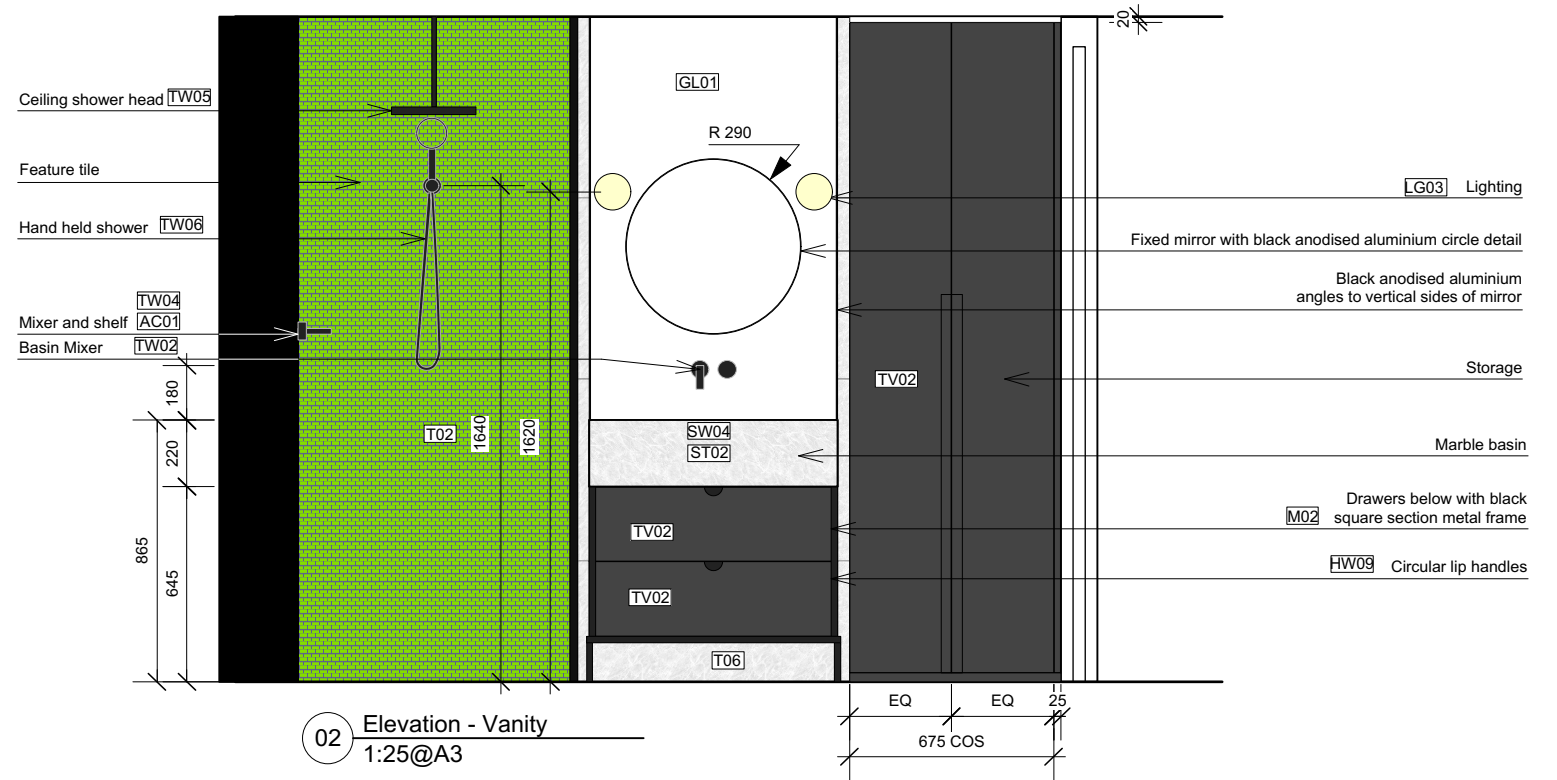 20
GL01
Ceiling shower head TW05
R 290
Feature tile
LG03 Lighting
Hand held shower TW06
Fixed mirror with black anodised aluminium circle detail
Black anodised aluminium
angles to vertical sides of mirror
TW04
Mixer and shelf AC01
Basin Mixer TW02
Storage
TV02
180
T02
1640
1620
SW04
ST02
Marble basin
220
Drawers below with black
M02 square section metal frame
TV02
865
645
HW09 Circular lip handles
TV02
T06
EQ
EQ
25
675 COS
02
Elevation - Vanity
1:25@A3